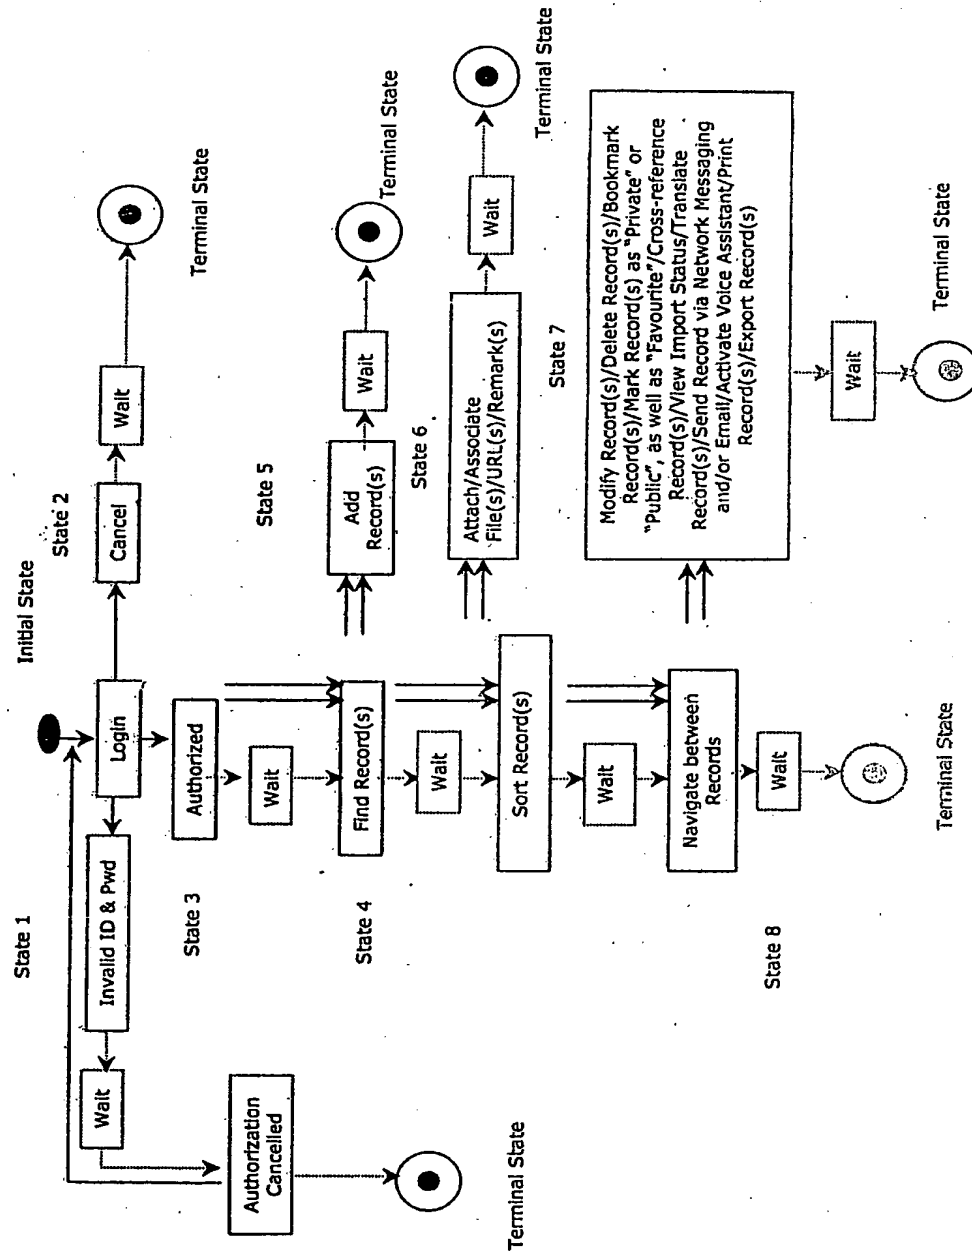 Initial State
State 1
State 2
Login
Cancel
Wait
Terminal State
Invalid ID & Pwd
Wait
Authorization
Cancelled
Terminal State
State 3
Authorized
Wait
State 4
Find Record(s)
Wait
Sort Record(s)
Wait
Navigate between
Records
State 8
Wait
Terminal State
State 5
Add
Record(s)
Wait
Terminal State
State 6
Attach/Associate
File(s)/URL(s)/Remark(s)
Wait
Terminal State
State 7
Modify Record(s)/Delete Record(s)/Bookmark
Record(s)/Mark Record(s) as “Private” or
“Public”, as well as “Favourite”/Cross-reference
Record(s)/View Import Status/Translate
Record(s)/Send Record via Network Messaging
and/or Email/Activate Voice Assistant/Print
Record(s)/Export Record(s)
Wait
Terminal State